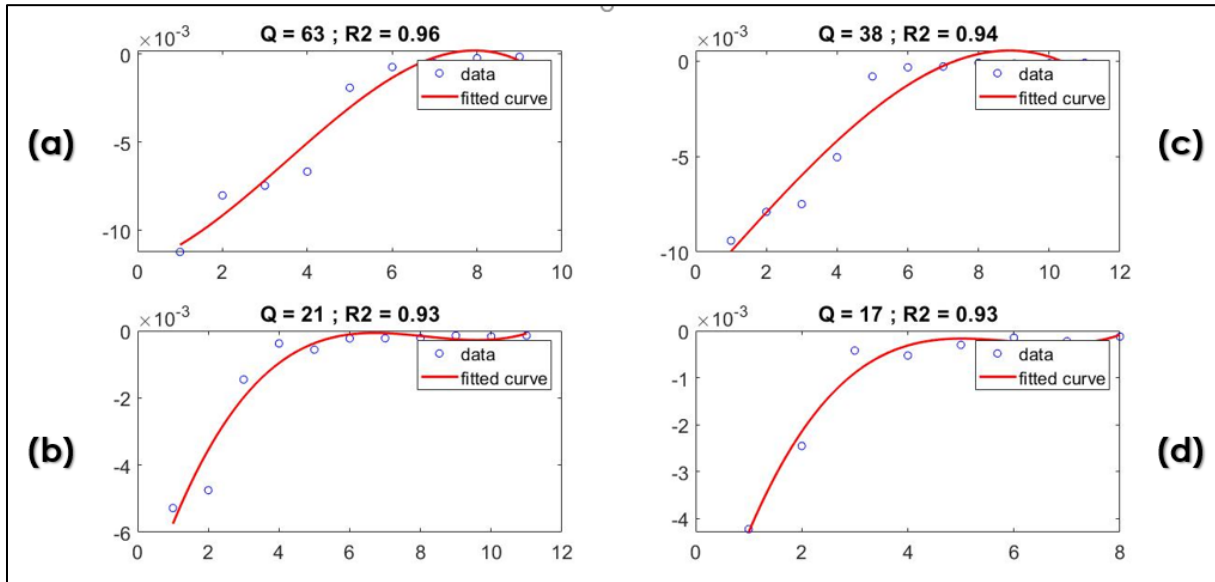 (a)
×10⁻³
Q = 63 ; R2 = 0.96
0
-5
-10
data
fitted curve
0 2 4 6 8 10
(c)
×10⁻³
Q = 38 ; R2 = 0.94
0
-5
-10
data
fitted curve
0 2 4 6 8 10 12
(b)
×10⁻³
Q = 21 ; R2 = 0.93
0
-2
-4
-6
data
fitted curve
0 2 4 6 8 10 12
(d)
×10⁻³
Q = 17 ; R2 = 0.93
0
-1
-2
-3
-4
data
fitted curve
0 2 4 6 8